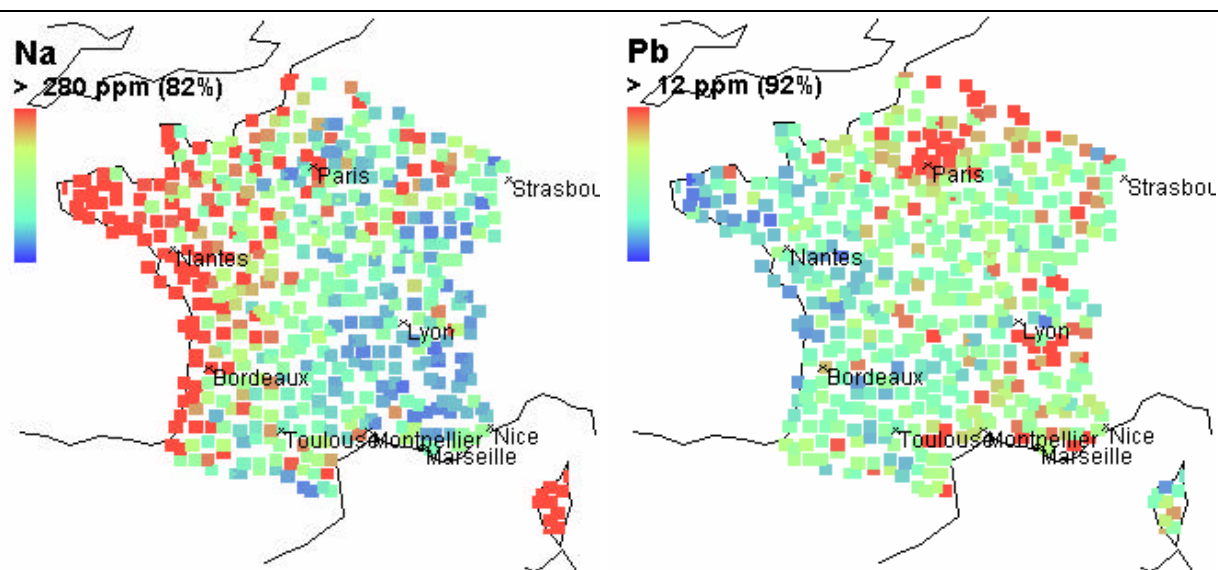 Na
> 280 ppm (82%)
Paris
Strasbou
Nantes
Lyon
Bordeaux
Toulouse
Montpellier
Nice
Marseille
Pb
> 12 ppm (92%)
Paris
Strasbou
Nantes
Lyon
Bordeaux
Toulouse
Montpellier
Nice
Marseille